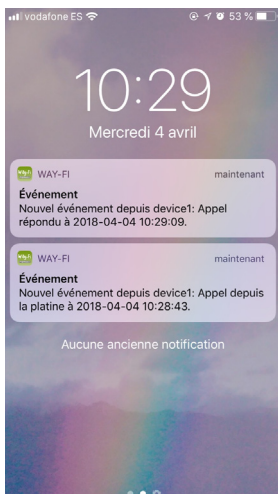 vodafone ES 53 %
10:29
Mercredi 4 avril
WAY-FI maintenant
Événement
Nouvel événement depuis device1: Appel
répondu à 2018-04-04 10:29:09.
WAY-FI maintenant
Événement
Nouvel événement depuis device1: Appel depuis
la platine à 2018-04-04 10:28:43.
Aucune ancienne notification